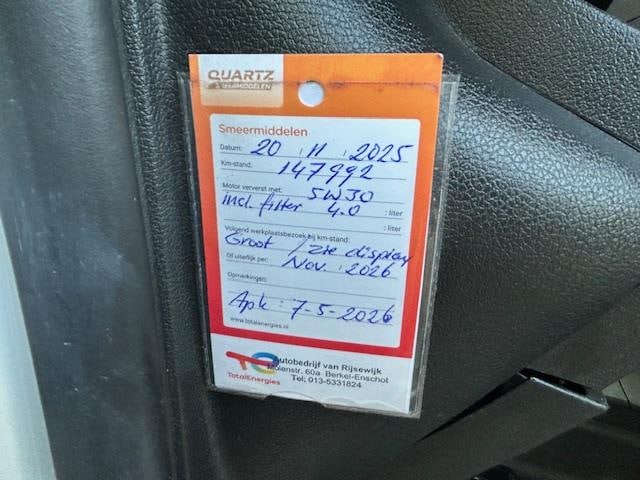 QUARTZ
SMEERMIDDELEN
Smeermiddelen
Datum: 20 , 11 , 2025
Km-stand: 147992
Motor ververst met: 5W30
incl. filter 4.0 : liter
: liter
Volgend werkplaatsbezoek bij km-stand:
Groot / zie display
Of uiterlijk per: Nov. 2026
Opmerkingen:
Apk : 7-5-2026
www.totalenergies.nl
TotalEnergies
Autobedrijf van Rijsewijk
Molenstr. 60a Berkel-Enschot
Tel; 013-5331824